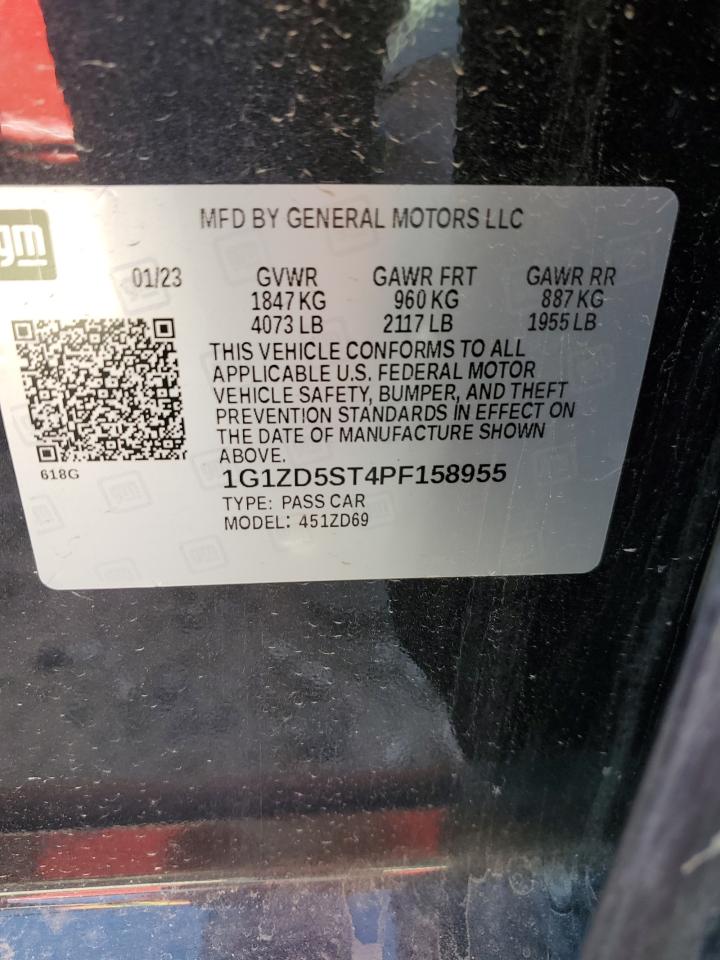 gm
MFD BY GENERAL MOTORS LLC
01/23 GVWR GAWR FRT GAWR RR
1847 KG 960 KG 887 KG
4073 LB 2117 LB 1955 LB
THIS VEHICLE CONFORMS TO ALL
APPLICABLE U.S. FEDERAL MOTOR
VEHICLE SAFETY, BUMPER, AND THEFT
PREVENTION STANDARDS IN EFFECT ON
THE DATE OF MANUFACTURE SHOWN
ABOVE.
618G
1G1ZD5ST4PF158955
TYPE: PASS CAR
MODEL: 451ZD69